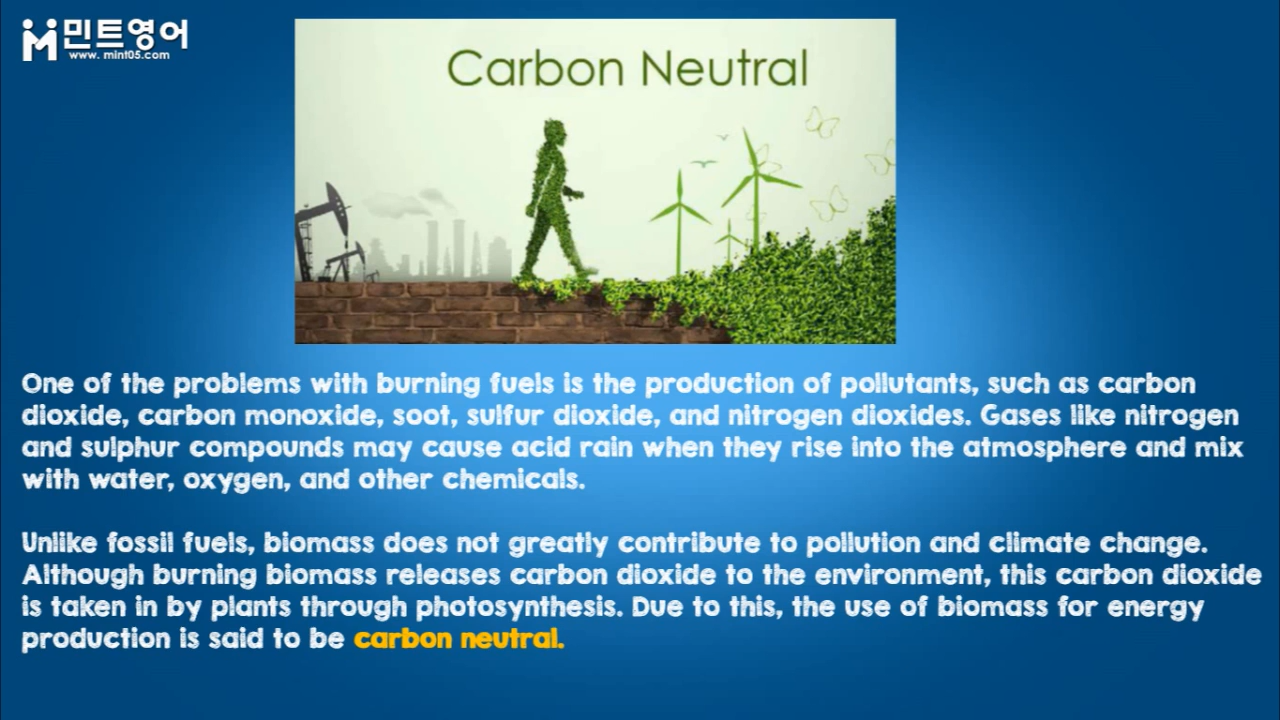 민트영어
www. mint05.com
Carbon Neutral
One of the problems with burning fuels is the production of pollutants, such as carbon
dioxide, carbon monoxide, soot, sulfur dioxide, and nitrogen dioxides. Gases like nitrogen
and sulphur compounds may cause acid rain when they rise into the atmosphere and mix
with water, oxygen, and other chemicals.
Unlike fossil fuels, biomass does not greatly contribute to pollution and climate change.
Although burning biomass releases carbon dioxide to the environment, this carbon dioxide
is taken in by plants through photosynthesis. Due to this, the use of biomass for energy
production is said to be carbon neutral.